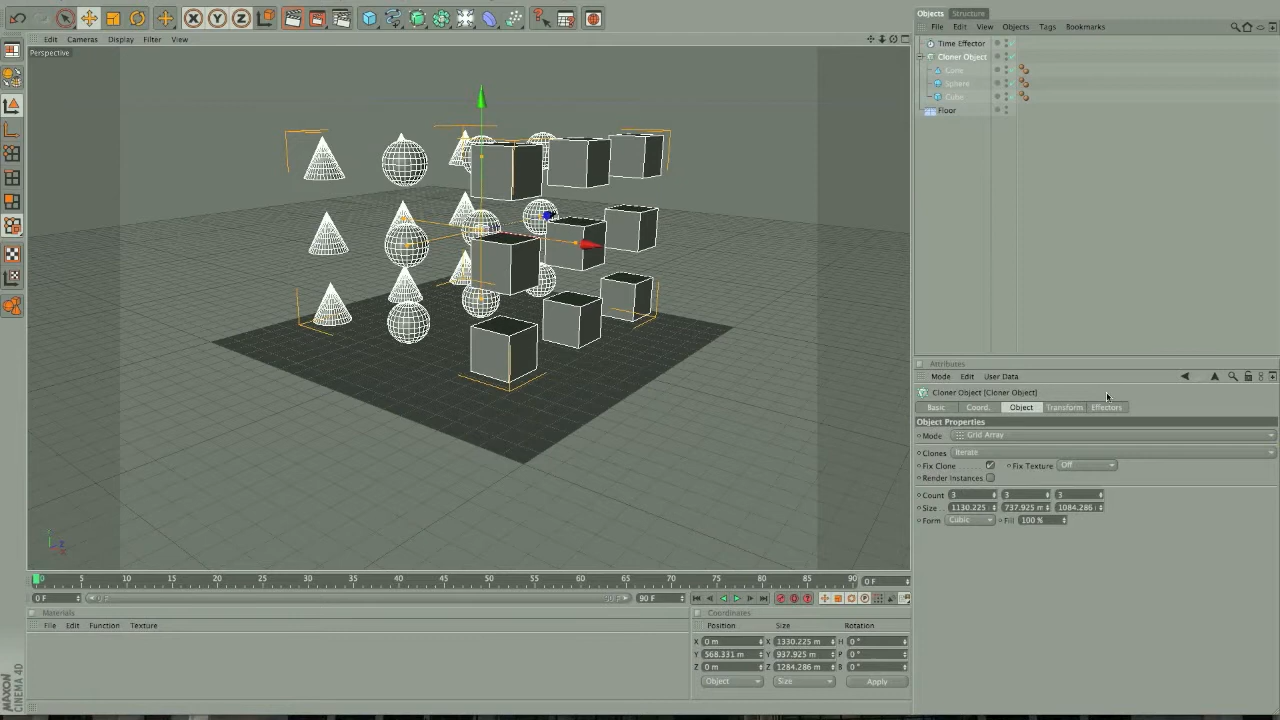 Objects Structure
File Edit View Objects Tags Bookmarks
Edit Cameras Display Filter View
Perspective
Time Effector
Cloner Object
Cone
Sphere
Cube
Floor
Attributes
Mode Edit User Data
Cloner Object [Cloner Object]
Basic Coord. Object Transform Effectors
Object Properties
Mode Grid Array
Clones Iterate
Fix Clone Fix Texture Off
Render Instances
Count 3 3 3
Size 1130.225 737.925 m 1084.286
Form Cubic Fill 100 %
Y
Z
X Y Z
0 5 10 15 20 25 30 35 40 45 50 55 60 65 70 75 80 85 90 0 F
0 F 90 F 90 F
Materials
File Edit Function Texture
Coordinates
Position Size Rotation
X 0 m X 1330.225 m H 0 °
Y 568.331 m Y 937.925 m P 0 °
Z 0 m Z 1284.286 m B 0 °
Object Size Apply
MAXON
CINEMA 4D